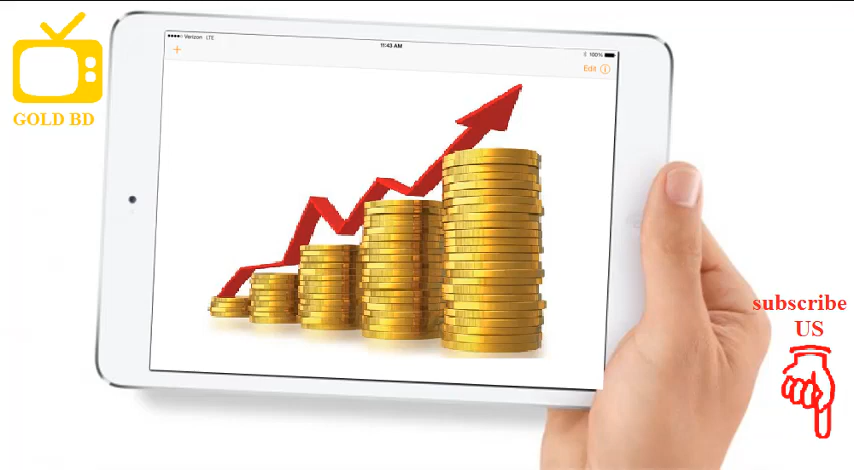 Verizon LTE
11:43 AM
100%
Edit
GOLD BD
subscribe
US